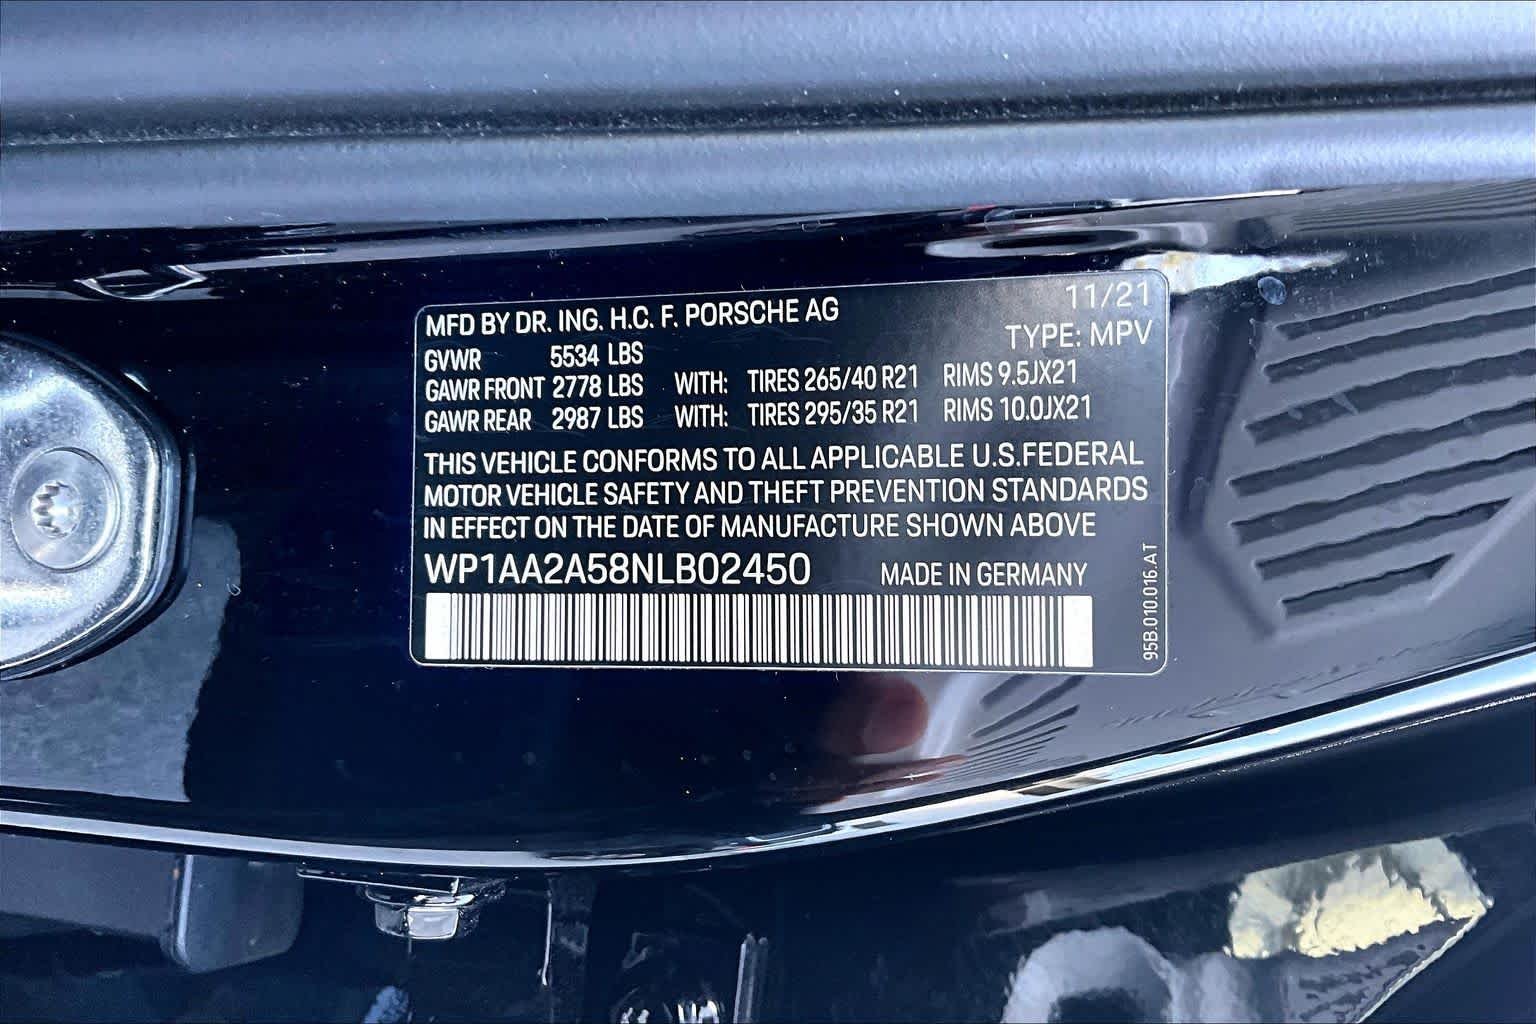 MFD BY DR. ING. H.C. F. PORSCHE AG 11/21
TYPE: MPV
GVWR 5534 LBS
GAWR FRONT 2778 LBS WITH: TIRES 265/40 R21 RIMS 9.5JX21
GAWR REAR 2987 LBS WITH: TIRES 295/35 R21 RIMS 10.0JX21
THIS VEHICLE CONFORMS TO ALL APPLICABLE U.S.FEDERAL
MOTOR VEHICLE SAFETY AND THEFT PREVENTION STANDARDS
IN EFFECT ON THE DATE OF MANUFACTURE SHOWN ABOVE
WP1AA2A58NLB02450 MADE IN GERMANY
95B.010.016.AT